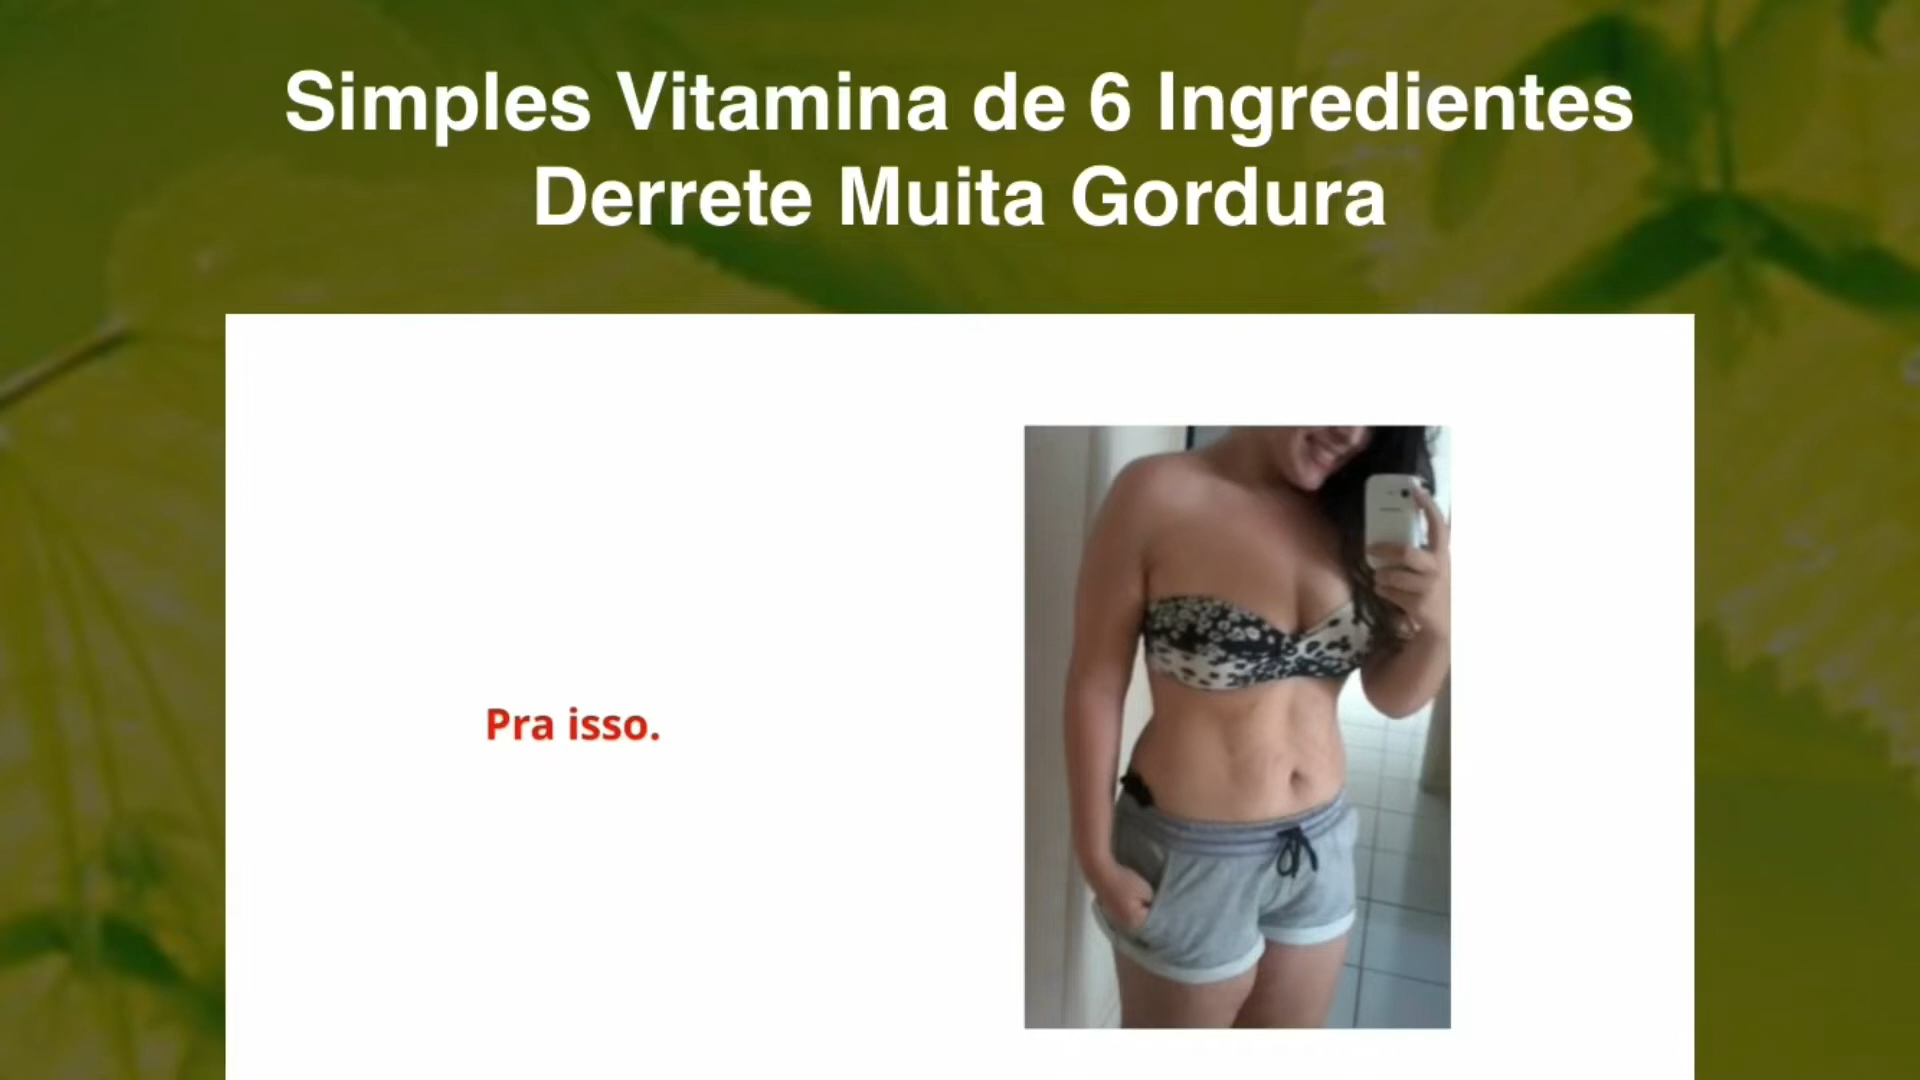 Simples Vitamina de 6 Ingredientes
Derrete Muita Gordura
Pra isso.